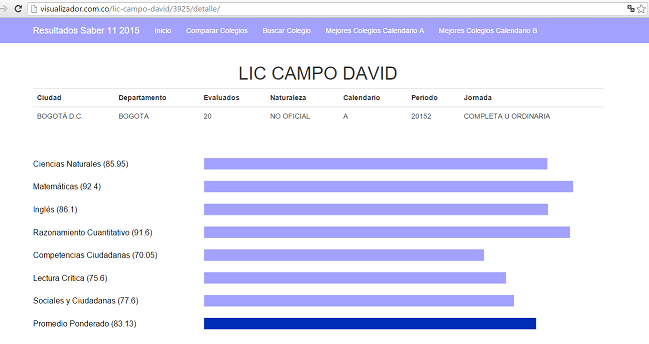 visualizador.com.co/lic-campo-david/3925/detalle/
Resultados Saber 11 2015 Inicio Comparar Colegios Buscar Colegio Mejores Colegios Calendario A Mejores Colegios Calendario B
LIC CAMPO DAVID
Ciudad Departamento Evaluados Naturaleza Calendario Periodo Jornada
BOGOTÁ D.C. BOGOTA 20 NO OFICIAL A 20152 COMPLETA U ORDINARIA
Ciencias Naturales (85.95)
Matemáticas (92.4)
Inglés (86.1)
Razonamiento Cuantitativo (91.6)
Competencias Ciudadanas (70.05)
Lectura Crítica (75.6)
Sociales y Ciudadanas (77.6)
Promedio Ponderado (83.13)